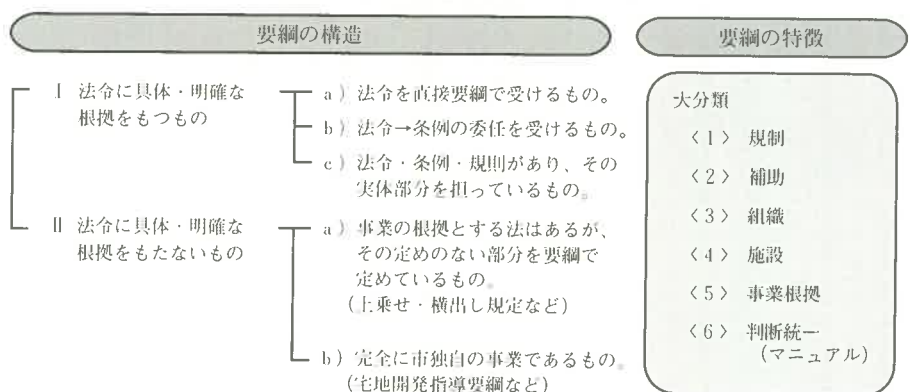 要綱の構造
Ⅰ 法令に具体・明確な
根拠をもつもの
a）法令を直接要綱で受けるもの。
b）法令→条例の委任を受けるもの。
c）法令・条例・規則があり、その
実体部分を担っているもの。
Ⅱ 法令に具体・明確な
根拠をもたないもの
a）事業の根拠とする法はあるが、
その定めのない部分を要綱で
定めているもの。
（上乗せ・横出し規定など）
b）完全に市独自の事業であるもの。
（宅地開発指導要綱など）
要綱の特徴
大分類
〈1〉 規制
〈2〉 補助
〈3〉 組織
〈4〉 施設
〈5〉 事業根拠
〈6〉 判断統一
（マニュアル）